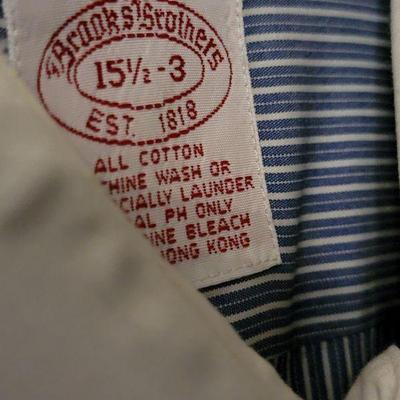 Brooks Brothers
15½-3
EST. 1818
ALL COTTON
CHINE WASH OR
CIALLY LAUNDER
AL PH ONLY
INE BLEACH
ONG KONG